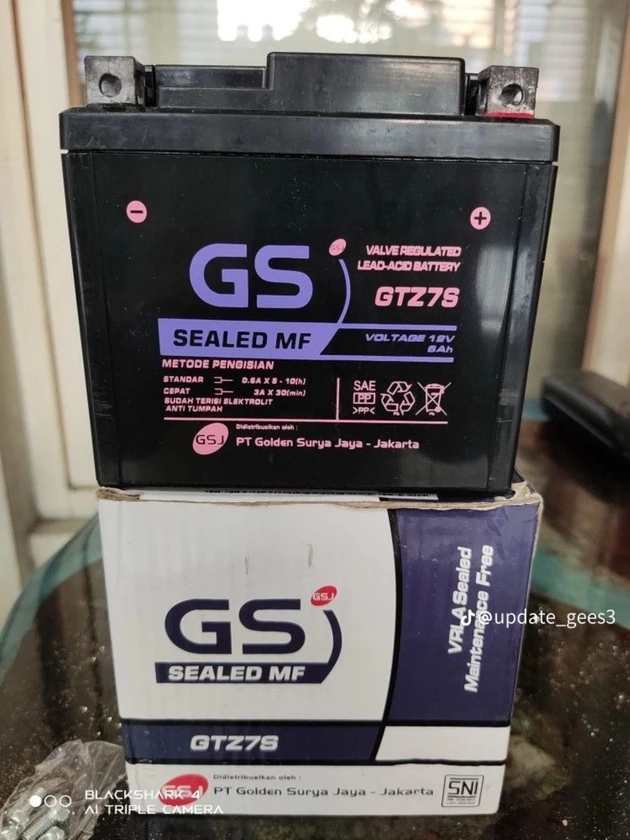 GS
GSJ
VALVE REGULATED
LEAD-ACID BATTERY
GTZ7S
SEALED MF
VOLTAGE 12V
6Ah
METODE PENGISIAN
STANDAR 0.6A X 5 - 10(h)
CEPAT 3A X 30(min)
SUDAH TERISI ELEKTROLIT
ANTI TUMPAH
SAE
PP
>PP<
Pb
Didistribusikan oleh :
GSJ PT Golden Surya Jaya - Jakarta
GS
GSJ
SEALED MF
VRLA Sealed
Maintenance Free
@update_gees3
GTZ7S
Didistribusikan oleh :
GSJ PT Golden Surya Jaya - Jakarta
SNI
BLACKSHARK 4
AI TRIPLE CAMERA